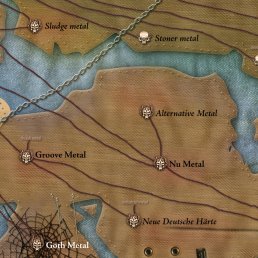 Sludge metal
Stoner metal
Alternative Metal
Groove Metal
Nu Metal
Neue Deutsche Härte
Goth Metal